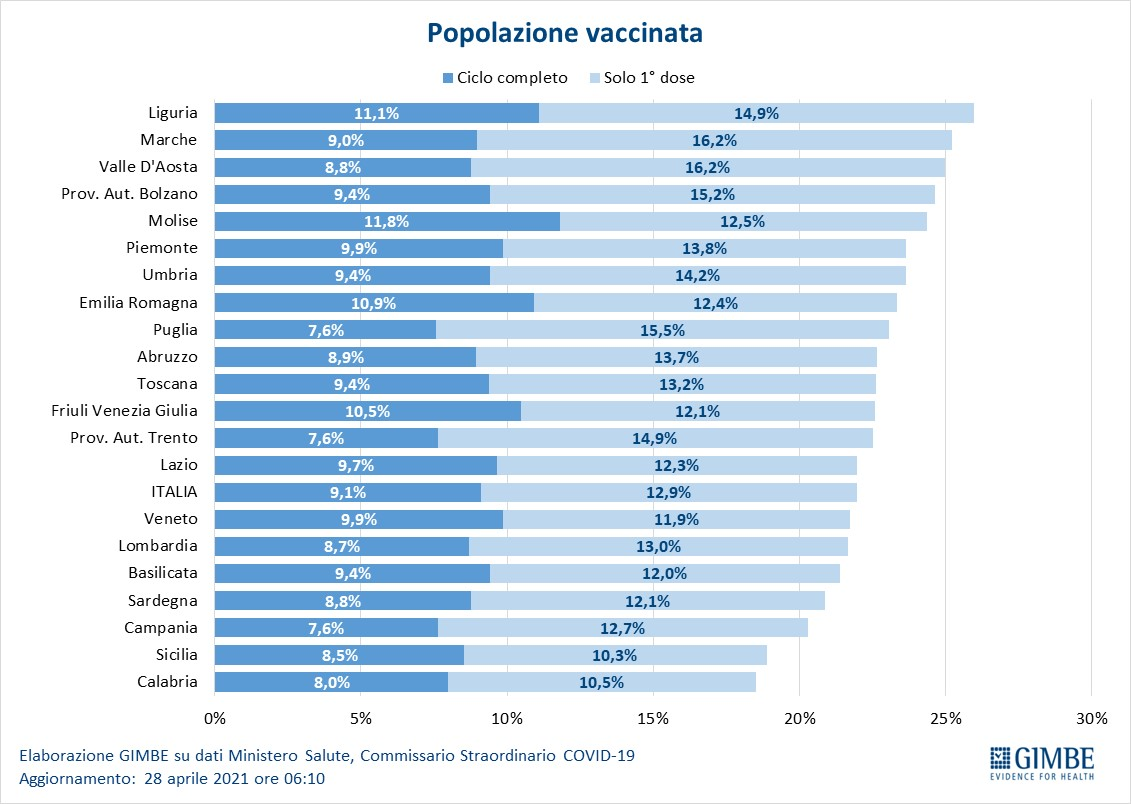 Popolazione vaccinata
Ciclo completo Solo 1° dose
Liguria 11,1% 14,9%
Marche 9,0% 16,2%
Valle D'Aosta 8,8% 16,2%
Prov. Aut. Bolzano 9,4% 15,2%
Molise 11,8% 12,5%
Piemonte 9,9% 13,8%
Umbria 9,4% 14,2%
Emilia Romagna 10,9% 12,4%
Puglia 7,6% 15,5%
Abruzzo 8,9% 13,7%
Toscana 9,4% 13,2%
Friuli Venezia Giulia 10,5% 12,1%
Prov. Aut. Trento 7,6% 14,9%
Lazio 9,7% 12,3%
ITALIA 9,1% 12,9%
Veneto 9,9% 11,9%
Lombardia 8,7% 13,0%
Basilicata 9,4% 12,0%
Sardegna 8,8% 12,1%
Campania 7,6% 12,7%
Sicilia 8,5% 10,3%
Calabria 8,0% 10,5%
0% 5% 10% 15% 20% 25% 30%
Elaborazione GIMBE su dati Ministero Salute, Commissario Straordinario COVID-19
Aggiornamento: 28 aprile 2021 ore 06:10
GIMBE
EVIDENCE FOR HEALTH